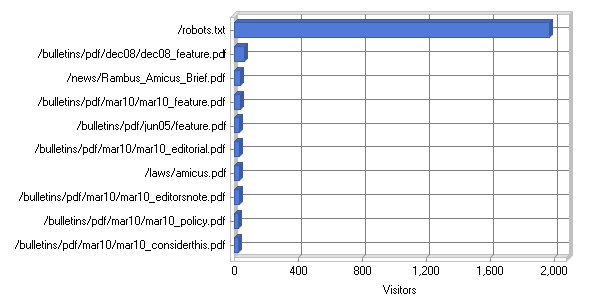 /robots.txt
/bulletins/pdf/dec08/dec08_feature.pdf
/news/Rambus_Amicus_Brief.pdf
/bulletins/pdf/mar10/mar10_feature.pdf
/bulletins/pdf/jun05/feature.pdf
/bulletins/pdf/mar10/mar10_editorial.pdf
/laws/amicus.pdf
/bulletins/pdf/mar10/mar10_editorsnote.pdf
/bulletins/pdf/mar10/mar10_policy.pdf
/bulletins/pdf/mar10/mar10_considerthis.pdf
0 400 800 1,200 1,600 2,000
Visitors